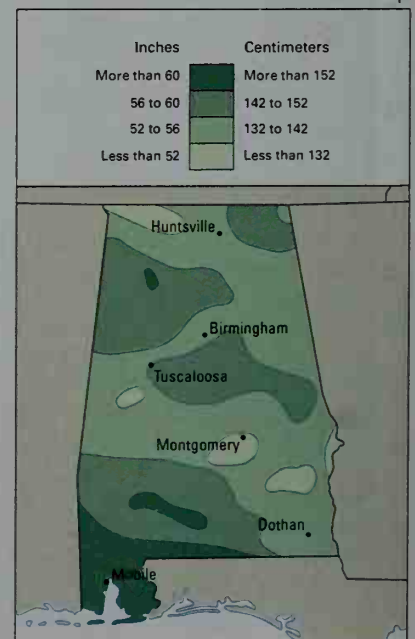 Inches Centimeters
More than 60 More than 152
56 to 60 142 to 152
52 to 56 132 to 142
Less than 52 Less than 132
Huntsville
Birmingham
Tuscaloosa
Montgomery
Dothan
Mobile